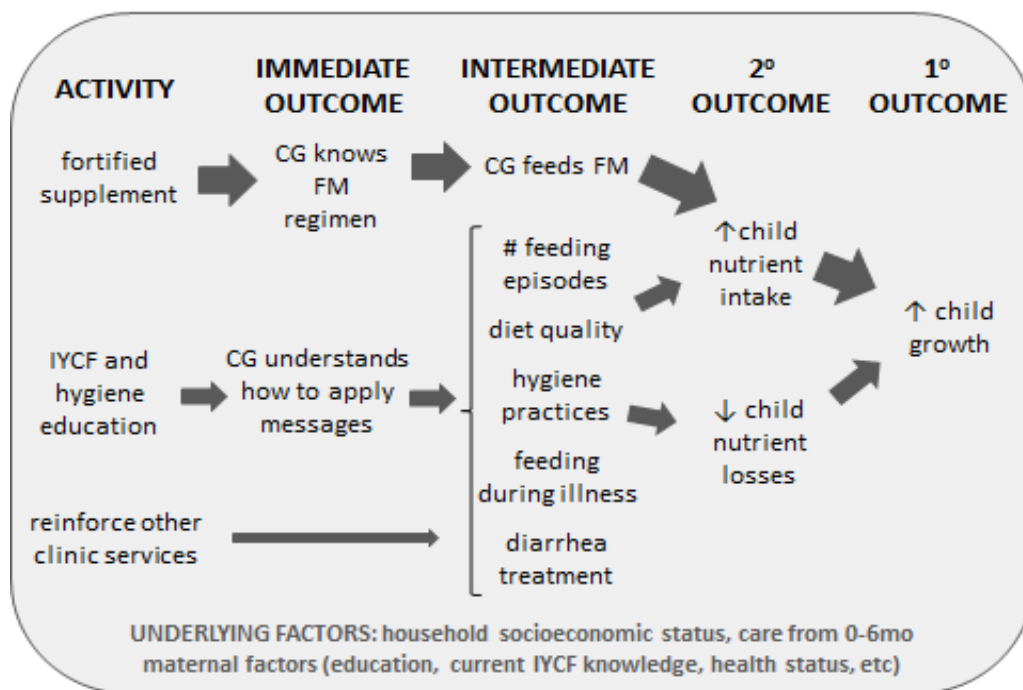 ACTIVITY
IMMEDIATE
OUTCOME
INTERMEDIATE
OUTCOME
2º
OUTCOME
1º
OUTCOME
fortified
supplement
CG knows
FM
regimen
CG feeds FM
# feeding
episodes
diet quality
hygiene
practices
feeding
during illness
diarrhea
treatment
↑child
nutrient
intake
↑ child
growth
IYCF and
hygiene
education
CG understands
how to apply
messages
↓ child
nutrient
losses
reinforce other
clinic services
UNDERLYING FACTORS: household socioeconomic status, care from 0-6mo
maternal factors (education, current IYCF knowledge, health status, etc)